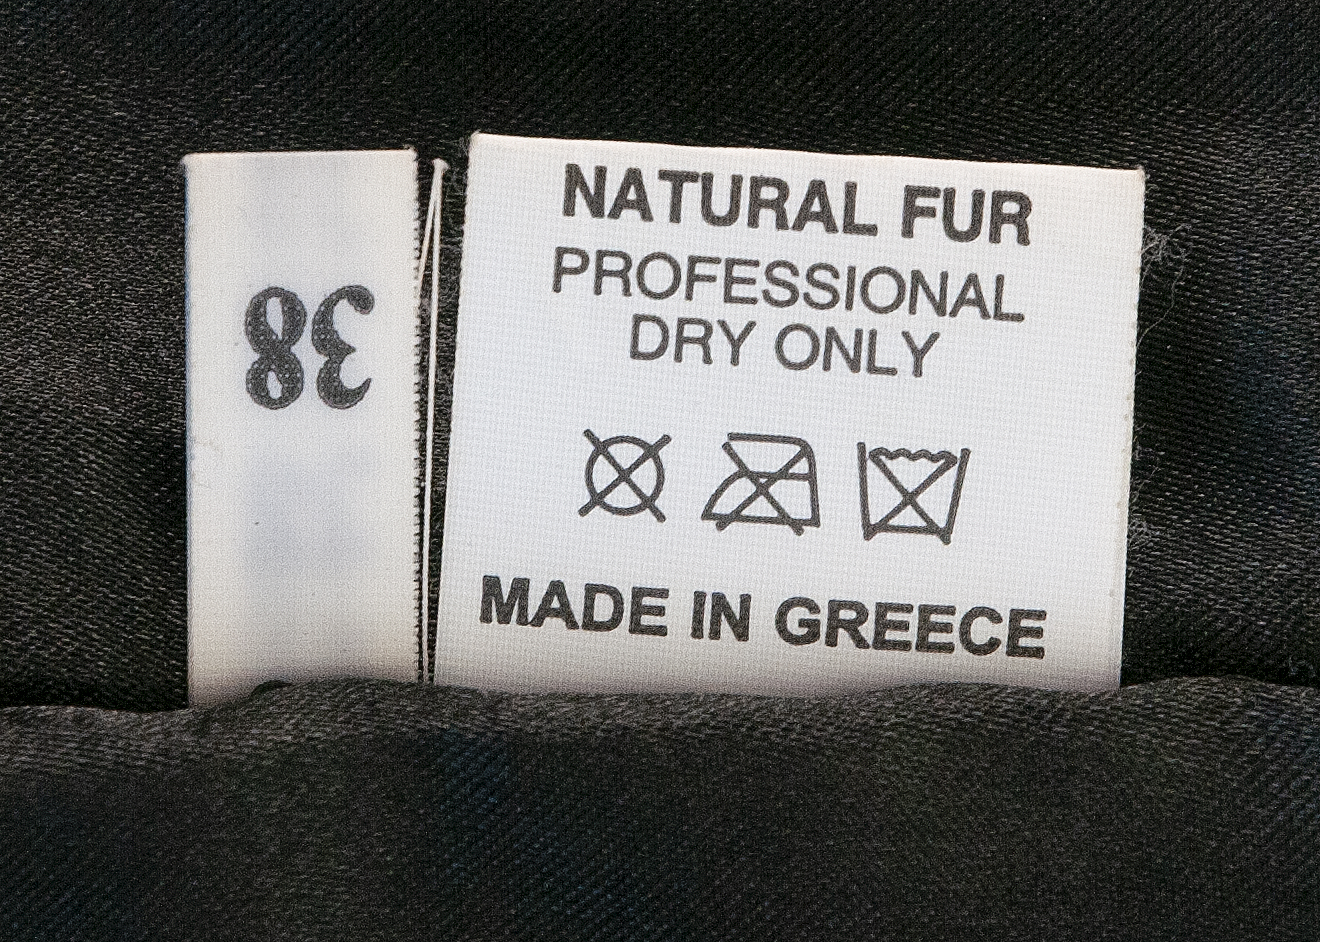 38
NATURAL FUR
PROFESSIONAL
DRY ONLY
MADE IN GREECE